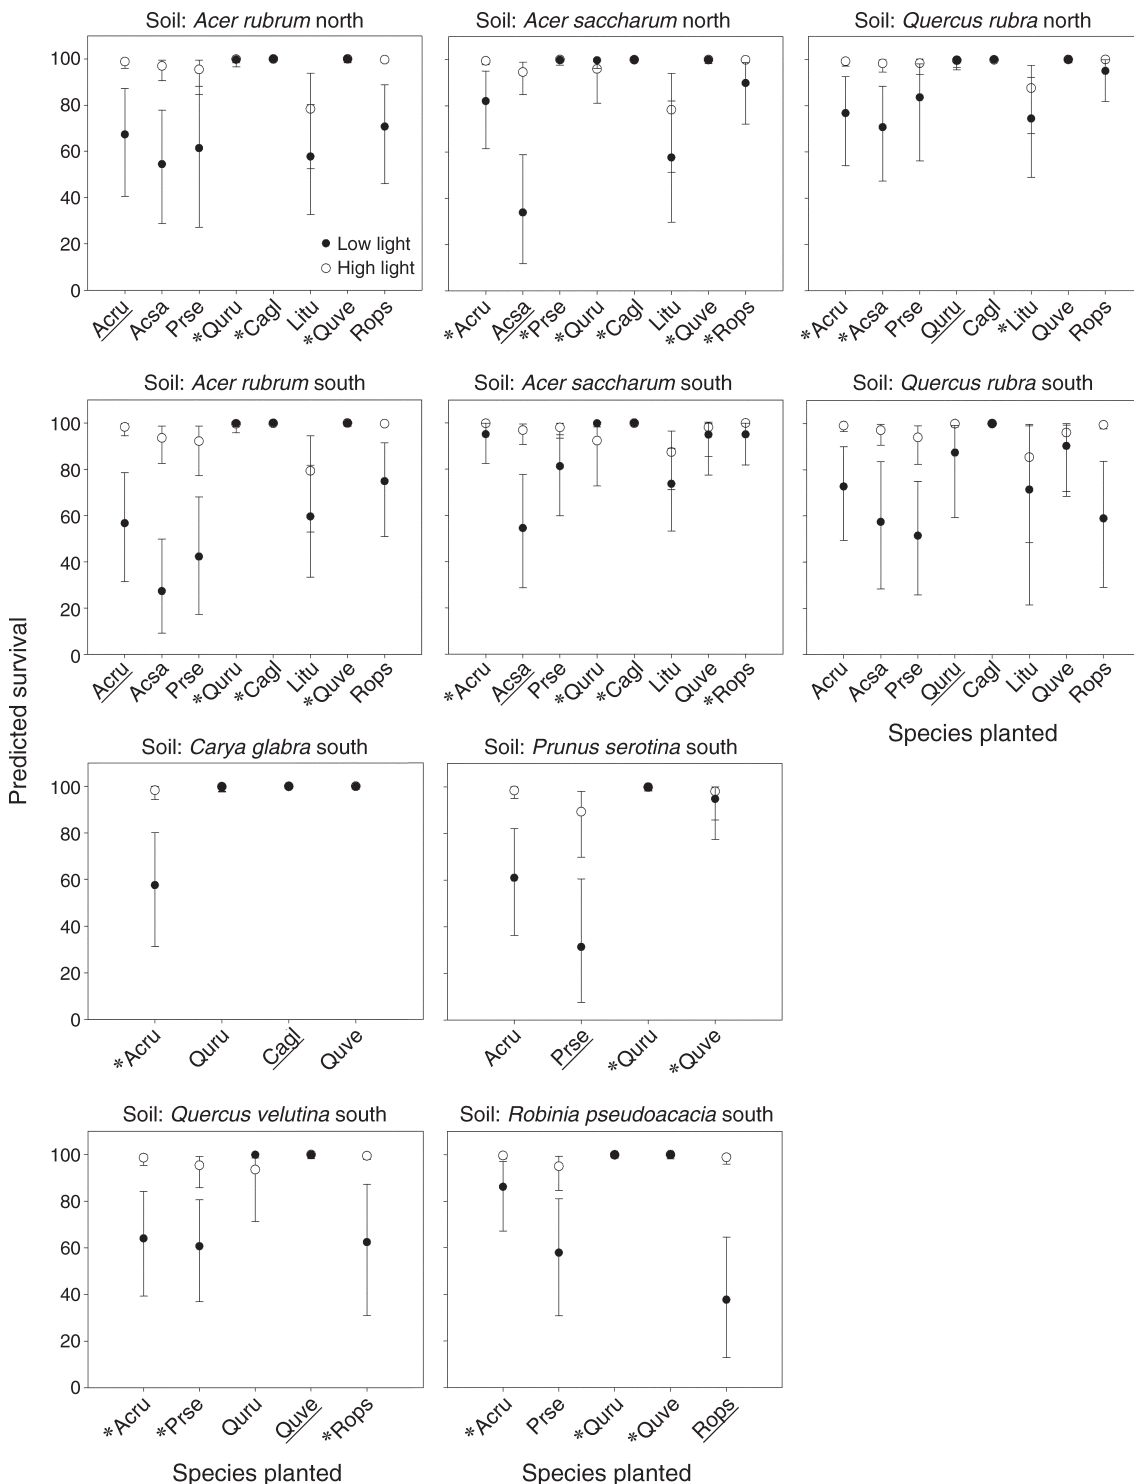 Soil: Acer rubrum north
Soil: Acer saccharum north
Soil: Quercus rubra north
100
80
60
40
20
0
Low light
High light
Acru
Acsa
Prse
*Quru
*Cagl
Litu
*Quve
Rops
*Acru
Acsa
*Prse
*Quru
*Cagl
Litu
*Quve
*Rops
*Acru
*Acsa
Prse
Quru
Cagl
*Litu
Quve
Rops
Soil: Acer rubrum south
Soil: Acer saccharum south
Soil: Quercus rubra south
100
80
60
40
20
0
Acru
Acsa
Prse
*Quru
*Cagl
Litu
*Quve
Rops
*Acru
Acsa
Prse
*Quru
*Cagl
Litu
Quve
*Rops
Acru
Acsa
Prse
Quru
Cagl
Litu
Quve
Rops
Species planted
Predicted survival
Soil: Carya glabra south
Soil: Prunus serotina south
100
80
60
40
20
0
*Acru
Quru
Cagl
Quve
Acru
Prse
*Quru
*Quve
Soil: Quercus velutina south
Soil: Robinia pseudoacacia south
100
80
60
40
20
0
*Acru
*Prse
Quru
Quve
*Rops
*Acru
Prse
*Quru
*Quve
Rops
Species planted
Species planted